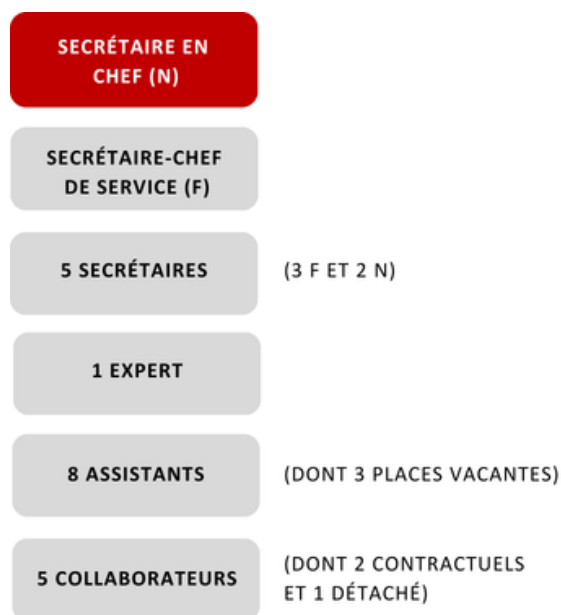 SECRÉTAIRE EN
CHEF (N)
SECRÉTAIRE-CHEF
DE SERVICE (F)
5 SECRÉTAIRES
(3 F ET 2 N)
1 EXPERT
8 ASSISTANTS
(DONT 3 PLACES VACANTES)
5 COLLABORATEURS
(DONT 2 CONTRACTUELS
ET 1 DÉTACHÉ)